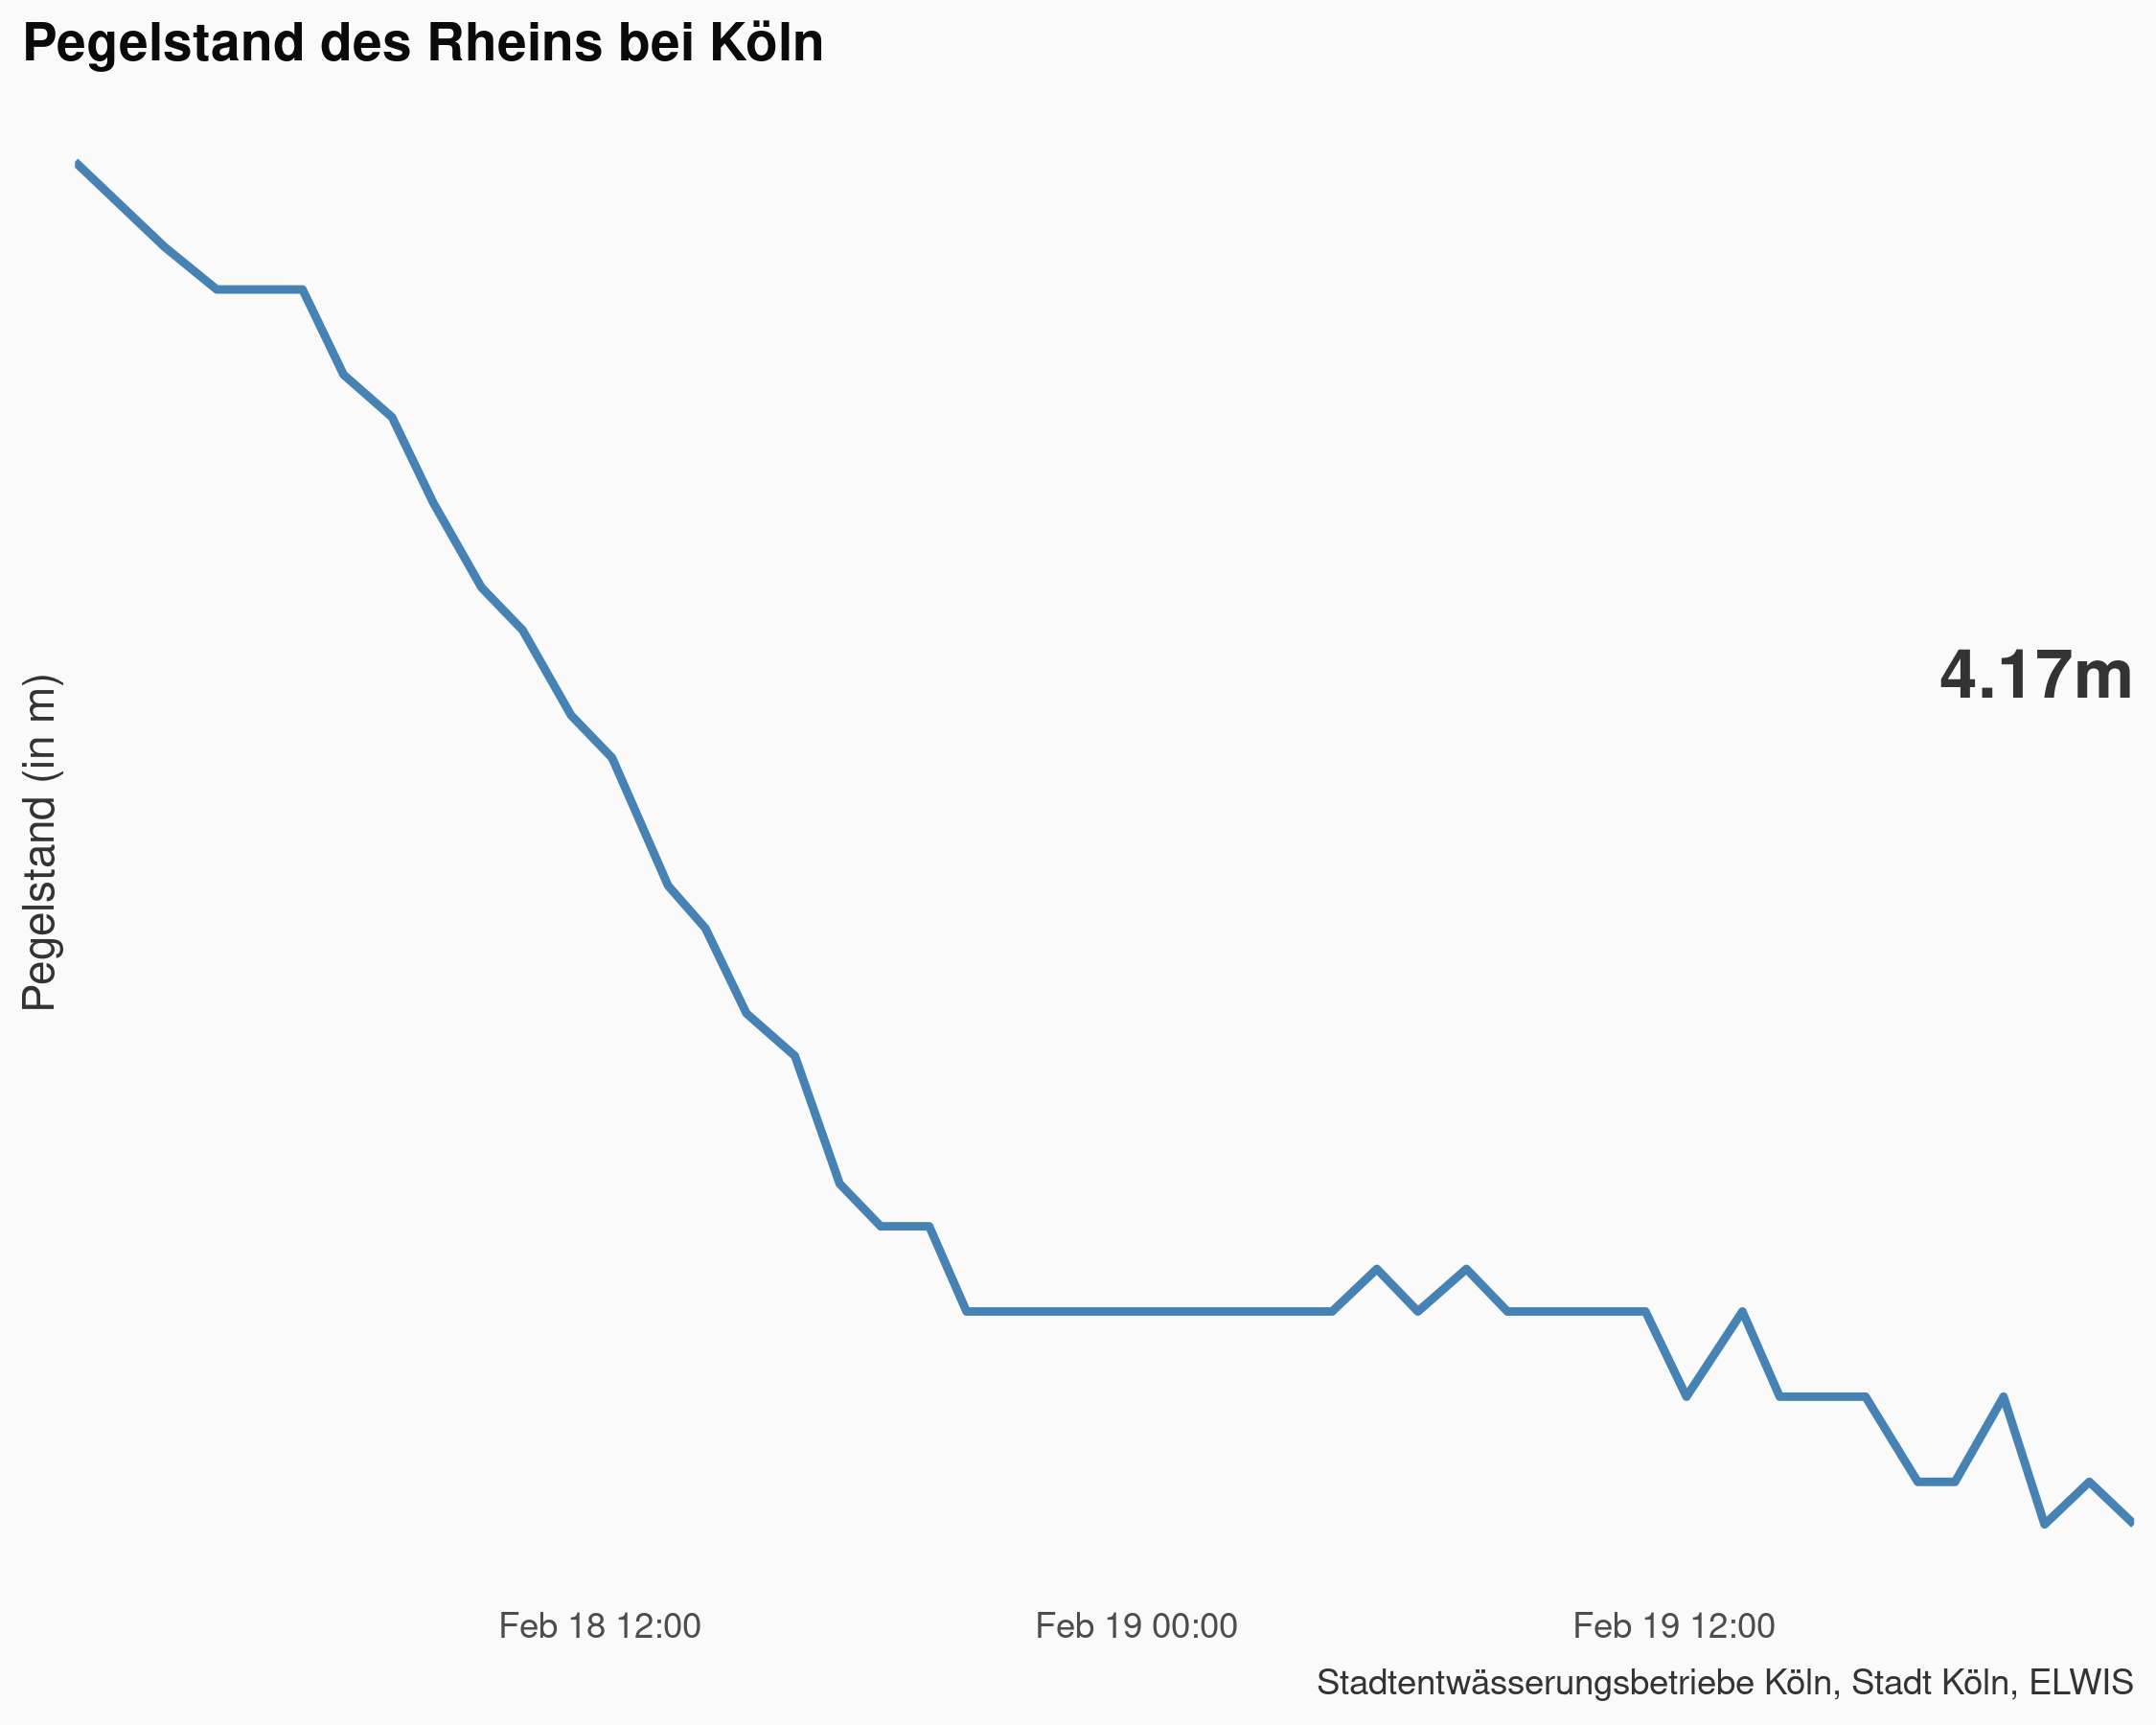 Pegelstand des Rheins bei Köln
Pegelstand (in m)
4.17m
Feb 18 12:00
Feb 19 00:00
Feb 19 12:00
Stadtentwässerungsbetriebe Köln, Stadt Köln, ELWIS